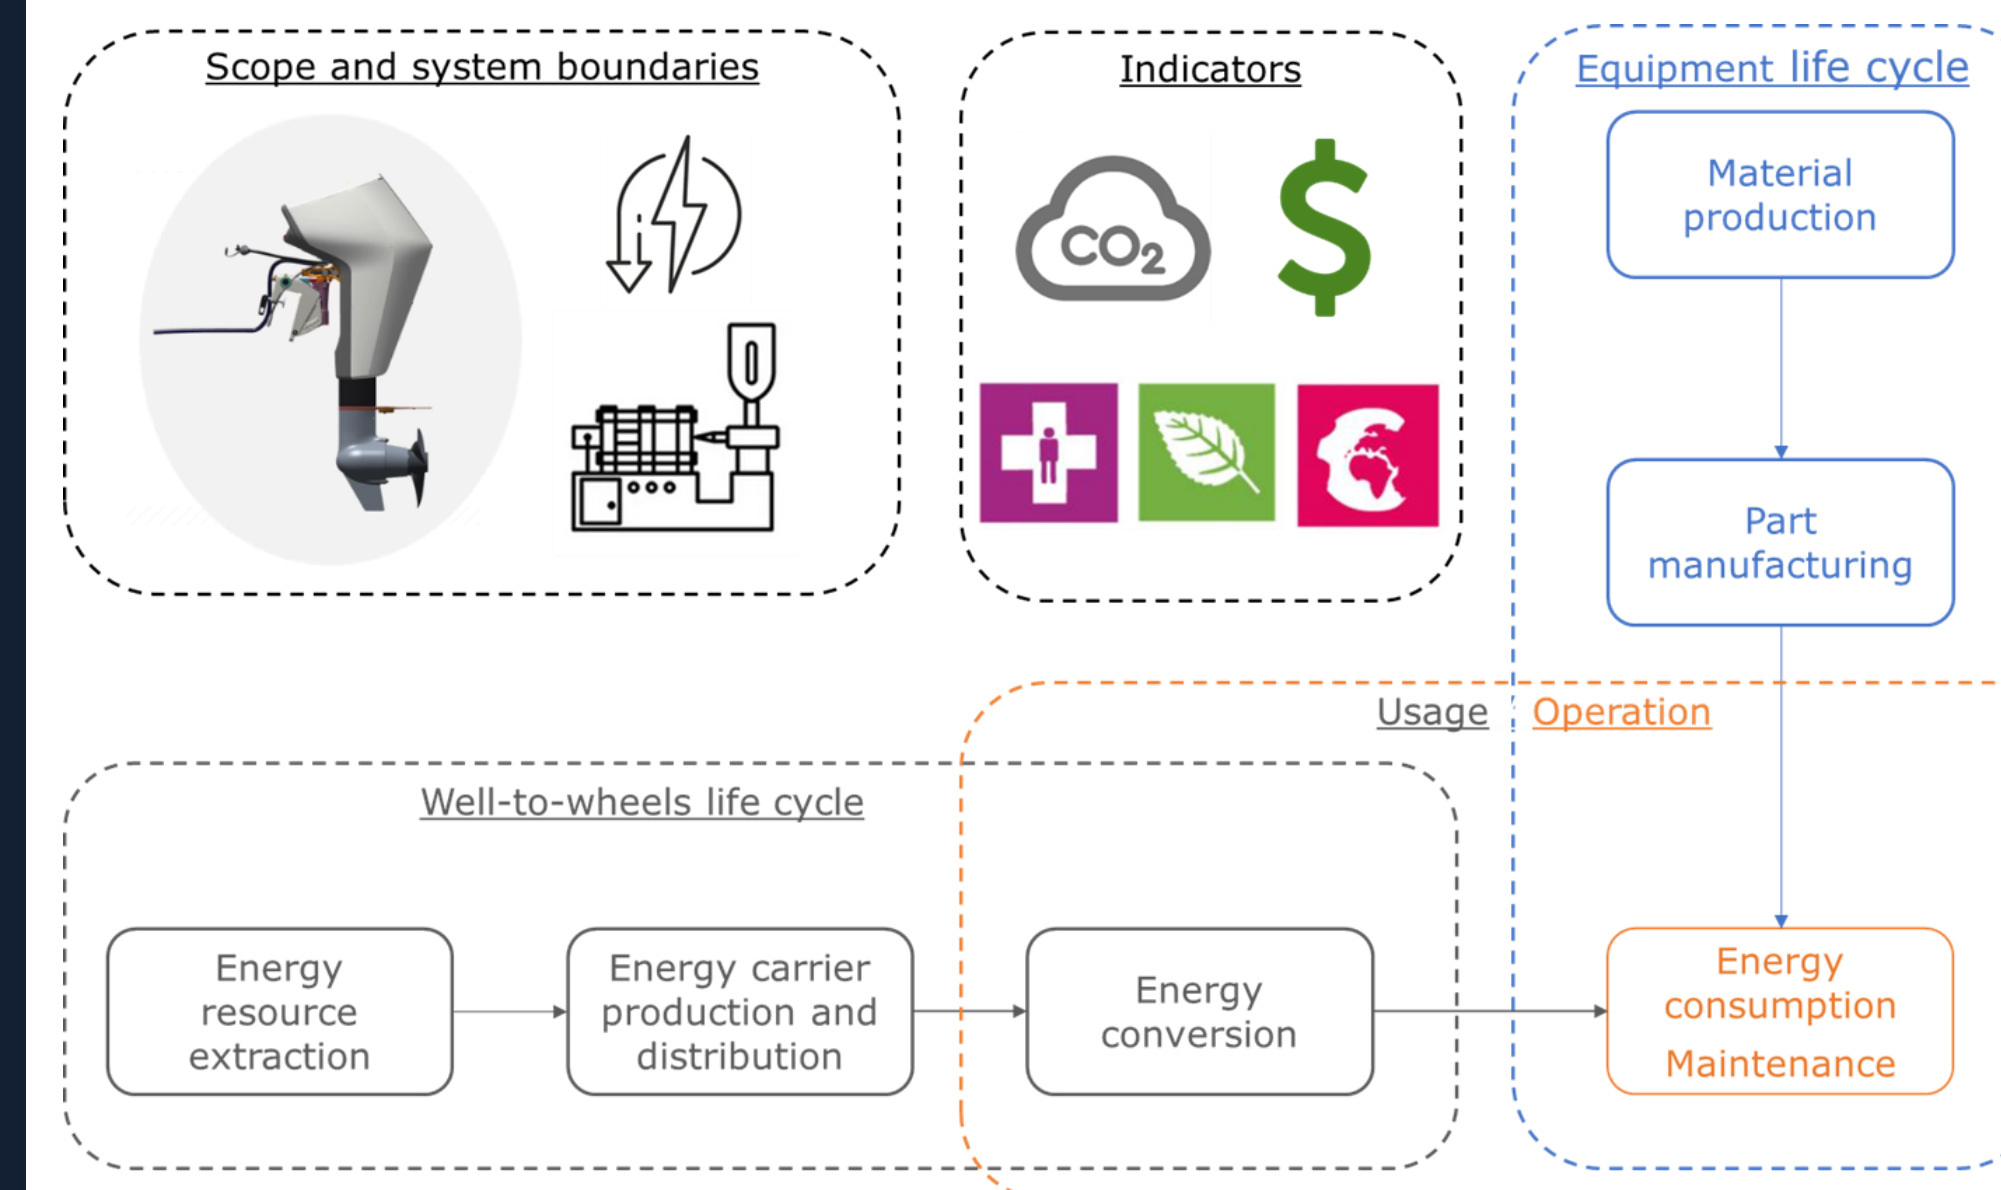 Scope and system boundaries
Indicators
CO2
Equipment life cycle
Material
production
Part
manufacturing
Usage
Operation
Well-to-wheels life cycle
Energy
resource
extraction
Energy carrier
production and
distribution
Energy
conversion
Energy
consumption
Maintenance